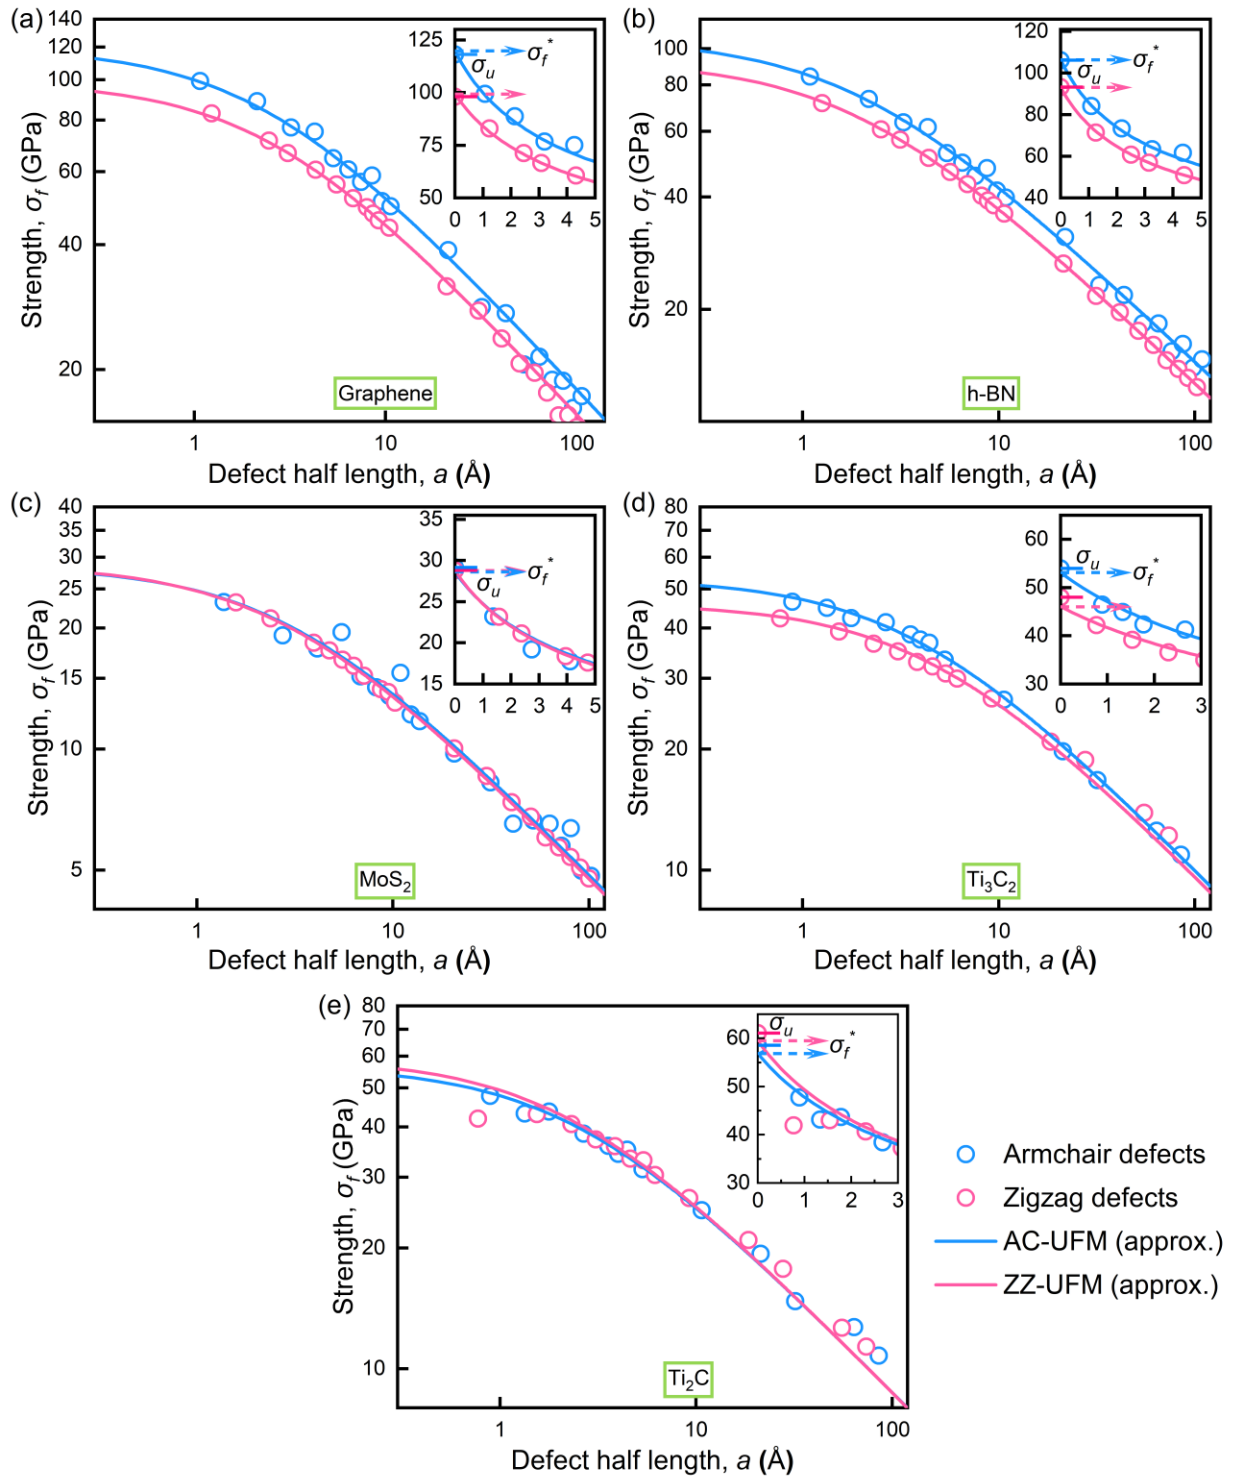 (a)
140
120
100
80
60
40
20
Strength, σf (GPa)
1
10
100
Defect half length, a (Å)
Graphene
125
100
75
50
0 1 2 3 4 5
σu
σf*
(b)
100
80
60
40
20
Strength, σf (GPa)
1
10
100
Defect half length, a (Å)
h-BN
120
100
80
60
40
0 1 2 3 4 5
σu
σf*
(c)
40
35
30
25
20
15
10
5
Strength, σf (GPa)
1
10
100
Defect half length, a (Å)
MoS2
35
30
25
20
15
0 1 2 3 4 5
σu
σf*
(d)
80
70
60
50
40
30
20
10
Strength, σf (GPa)
1
10
100
Defect half length, a (Å)
Ti3C2
60
50
40
30
0 1 2 3
σu
σf*
(e)
80
70
60
50
40
30
20
10
Strength, σf (GPa)
1
10
100
Defect half length, a (Å)
Ti2C
60
50
40
30
0 1 2 3
σu
σf*
Armchair defects
Zigzag defects
AC-UFM (approx.)
ZZ-UFM (approx.)